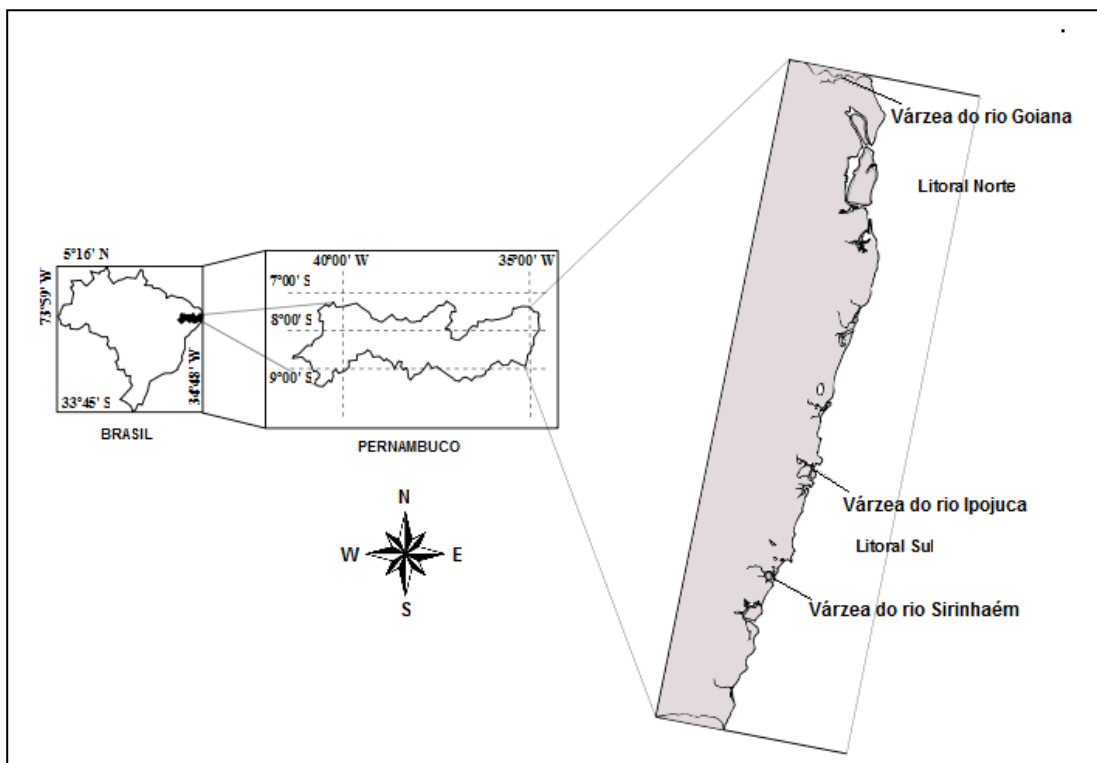 5°16' N
73°59' W
33°45' S
34°48' W
BRASIL
40°00' W
35°00' W
7°00' S
8°00' S
9°00' S
PERNAMBUCO
N
W
E
S
Várzea do rio Goiana
Litoral Norte
Várzea do rio Ipojuca
Litoral Sul
Várzea do rio Sirinhaém